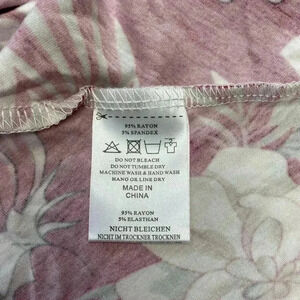 95% RAYON
5% SPANDEX
DO NOT BLEACH
DO NOT TUMBLE DRY
MACHINE WASH & HAND WASH
HANG OR LINE DRY
MADE IN
CHINA
95% RAYON
5% ELASTHAN
NICHT BLEICHEN
NICHT IM TROCKNER TROCKNEN